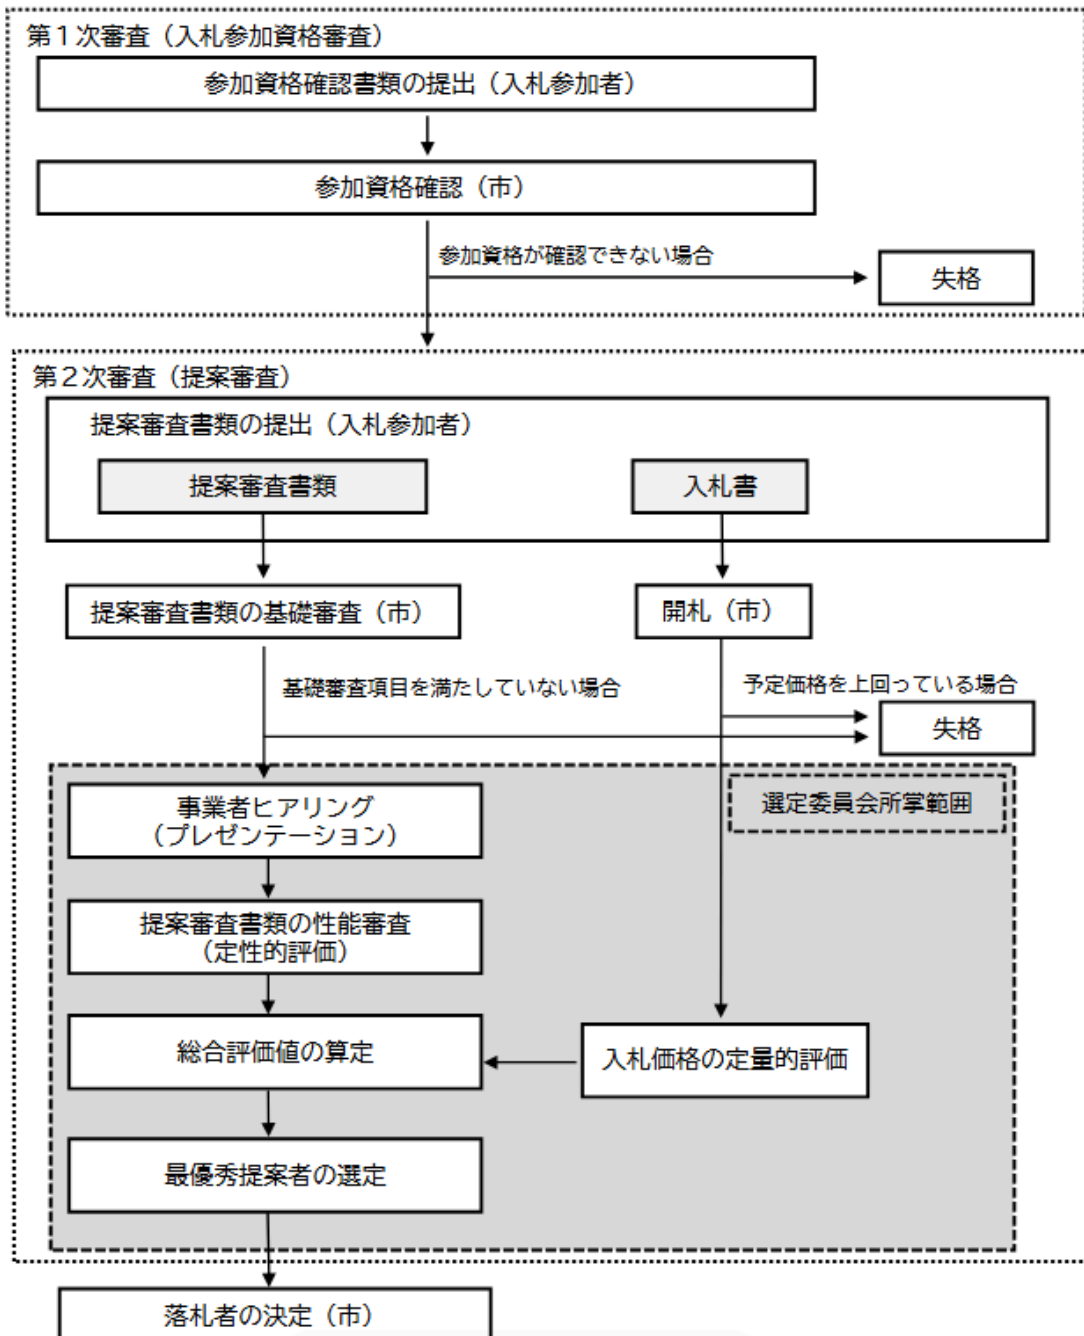 第１次審査（入札参加資格審査）
参加資格確認書類の提出（入札参加者）
参加資格確認（市）
参加資格が確認できない場合
失格
第２次審査（提案審査）
提案審査書類の提出（入札参加者）
提案審査書類
入札書
提案審査書類の基礎審査（市）
開札（市）
基礎審査項目を満たしていない場合
予定価格を上回っている場合
失格
選定委員会所掌範囲
事業者ヒアリング
（プレゼンテーション）
提案審査書類の性能審査
（定性的評価）
総合評価値の算定
入札価格の定量的評価
最優秀提案者の選定
落札者の決定（市）